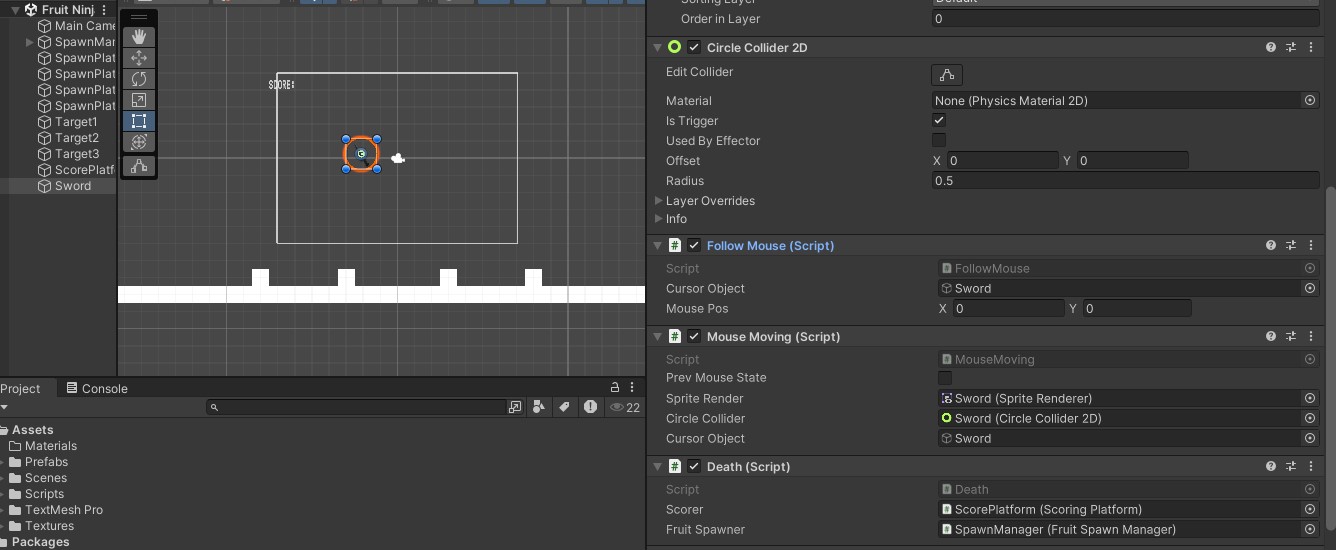 Fruit Ninj
Main Came
SpawnMar
SpawnPlat
SpawnPlat
SpawnPlat
SpawnPlat
Target1
Target2
Target3
ScorePlatf
Sword
SCORE:
Project
Console
22
Assets
Materials
Prefabs
Scenes
Scripts
TextMesh Pro
Textures
Packages
Sorting Layer Default
Order in Layer 0
Circle Collider 2D
Edit Collider
Material None (Physics Material 2D)
Is Trigger
Used By Effector
Offset X 0 Y 0
Radius 0.5
Layer Overrides
Info
# Follow Mouse (Script)
Script FollowMouse
Cursor Object Sword
Mouse Pos X 0 Y 0
# Mouse Moving (Script)
Script MouseMoving
Prev Mouse State
Sprite Render Sword (Sprite Renderer)
Circle Collider Sword (Circle Collider 2D)
Cursor Object Sword
# Death (Script)
Script Death
Scorer ScorePlatform (Scoring Platform)
Fruit Spawner SpawnManager (Fruit Spawn Manager)